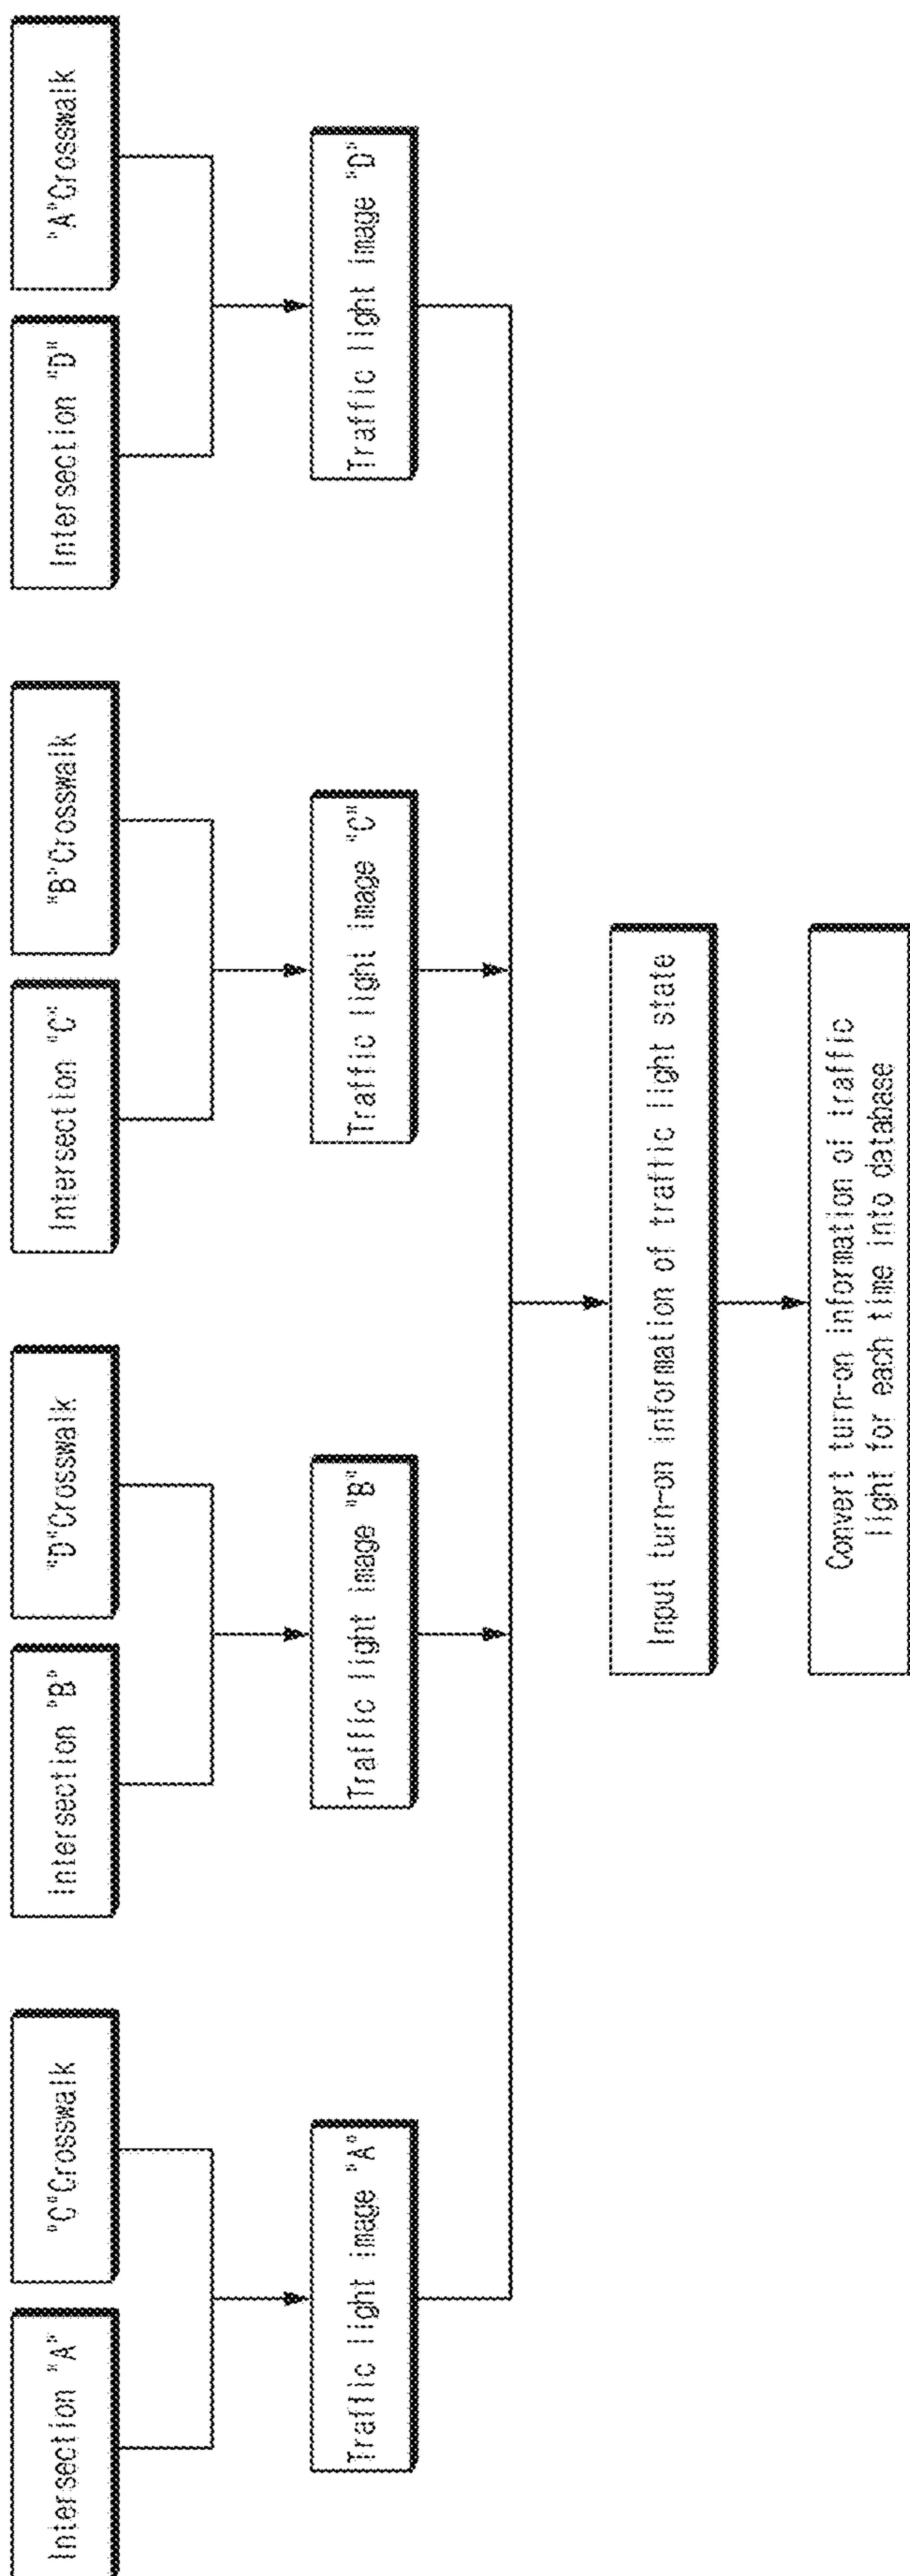 Intersection "A"
"C"Crosswalk
Intersection "B"
"D"Crosswalk
Intersection "C"
"B"Crosswalk
Intersection "D"
"A"Crosswalk
Traffic light image "A"
Traffic light image "B"
Traffic light image "C"
Traffic light image "D"
Input turn-on information of traffic light state
Convert turn-on information of traffic
light for each time into database